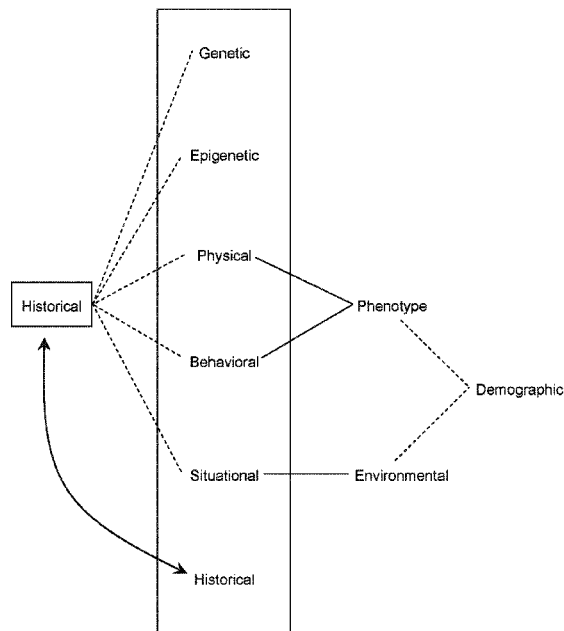 Genetic
Epigenetic
Physical
Historical
Phenotype
Behavioral
Demographic
Situational
Environmental
Historical